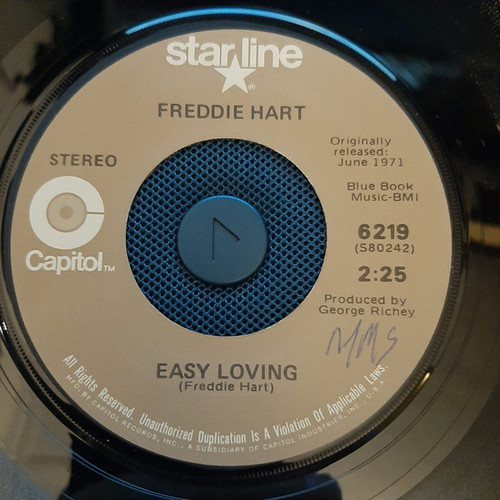 starline
®
FREDDIE HART
STEREO
Originally
released:
June 1971
Blue Book
Music-BMI
Capitol™
6219
(S80242)
2:25
Produced by
George Richey
EASY LOVING
(Freddie Hart)
All Rights Reserved. Unauthorized Duplication Is A Violation Of Applicable Laws.
MFD. BY CAPITOL RECORDS, INC., A SUBSIDIARY OF CAPITOL INDUSTRIES, INC., U.S.A.